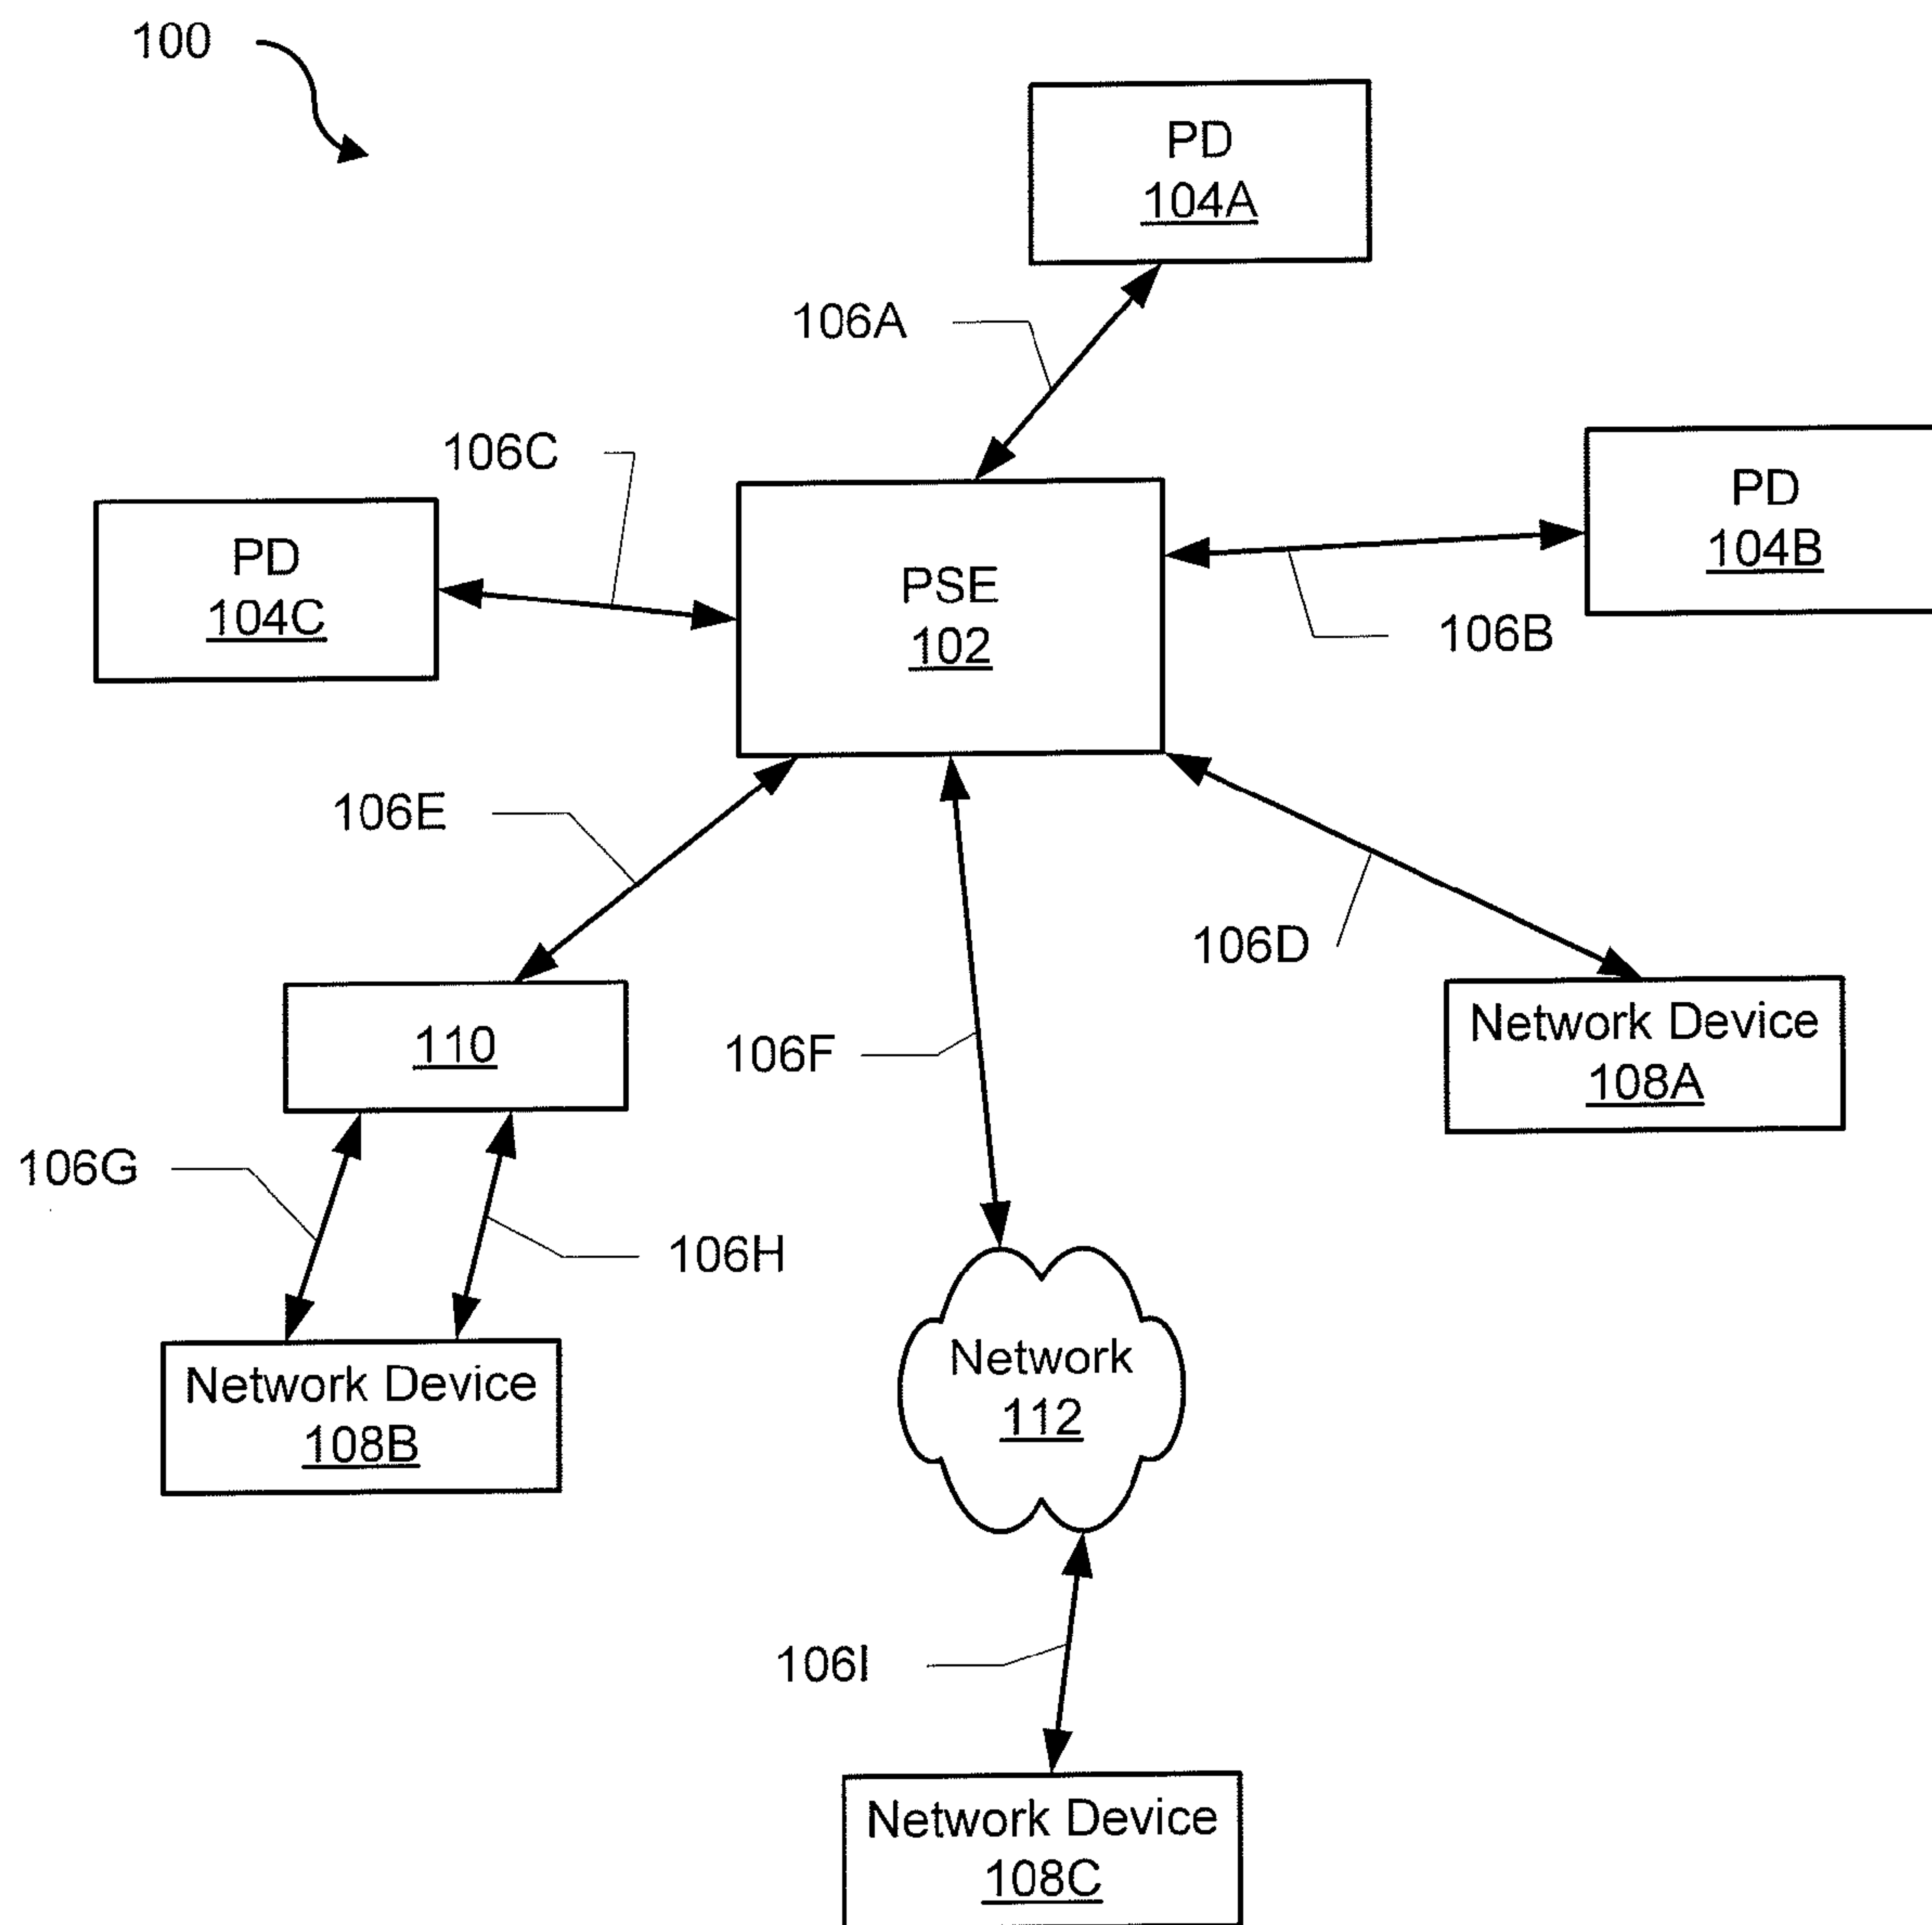 100
PD
104A
106A
106C
PD
104B
PD
104C
PSE
102
106B
106E
106D
110
106F
Network Device
108A
106G
106H
Network Device
108B
Network
112
106I
Network Device
108C